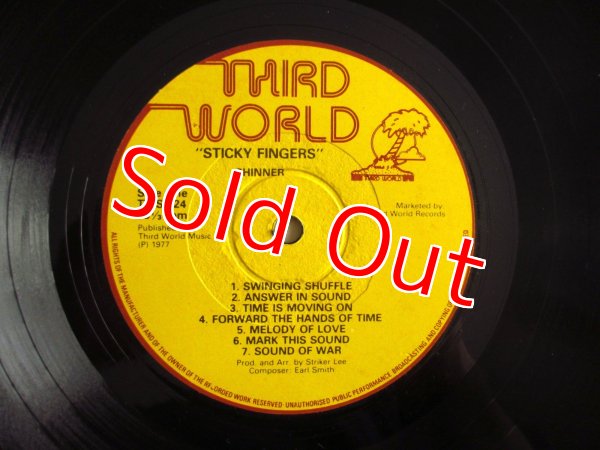 THIRD
WORLD
"STICKY FINGERS"
THIRD WORLD
Marketed by:
World Records
Third World Music
(P) 1977
Sold Out
1. SWINGING SHUFFLE
2. ANSWER IN SOUND
3. TIME IS MOVING ON
4. FORWARD THE HANDS OF TIME
5. MELODY OF LOVE
6. MARK THIS SOUND
7. SOUND OF WAR
Prod. and Arr. by Striker Lee
Composer: Earl Smith
ALL RIGHTS OF THE MANUFACTURER AND OF THE OWNER OF THE RECORDED WORK RESERVED · UNAUTHORISED PUBLIC PERFORMANCE, BROADCASTING AND COPYING